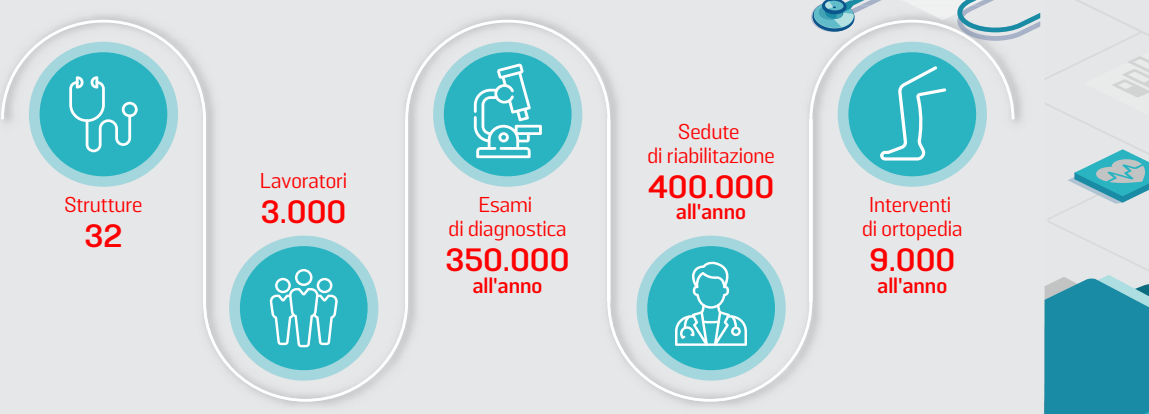 Strutture
32
Lavoratori
3.000
Esami
di diagnostica
350.000
all'anno
Sedute
di riabilitazione
400.000
all'anno
Interventi
di ortopedia
9.000
all'anno